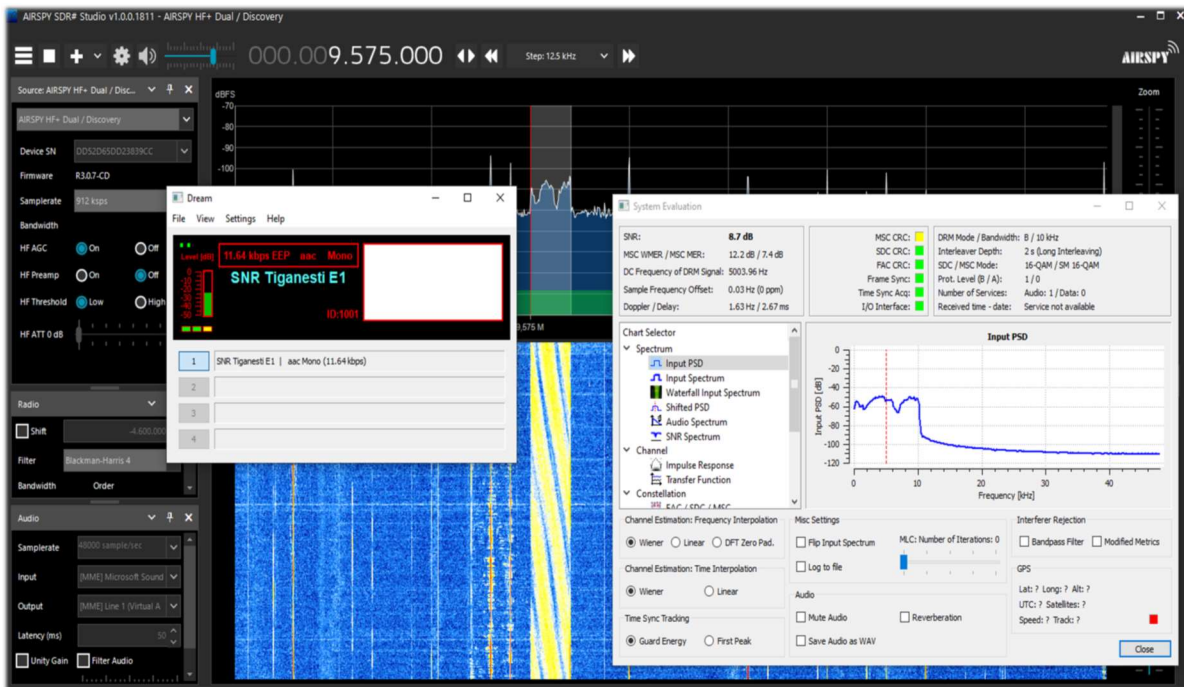 AIRSPY SDR# Studio v1.0.0.1811 - AIRSPY HF+ Dual / Discovery
000.009.575.000
Step: 12.5 kHz
AIRSPY
Source: AIRSPY HF+ Dual / Disc...
AIRSPY HF+ Dual / Discovery
Device SN DD52D65DD23839CC
Firmware R3.0.7-CD
Samplerate 912 ksps
Bandwidth
HF AGC On Off
HF Preamp On Off
HF Threshold Low High
HF ATT 0 dB
Radio
Shift -4.600.000
Filter Blackman-Harris 4
Bandwidth Order
Audio
Samplerate 48000 sample/sec
Input [MME] Microsoft Sound
Output [MME] Line 1 (Virtual A
Latency (ms) 50
Unity Gain Filter Audio
dBFS
-70
-80
-90
-100
Zoom
Dream
File View Settings Help
Level [dB]
11.64 kbps EEP aac Mono
SNR Tiganesti E1
ID:1001
1 SNR Tiganesti E1 | aac Mono (11.64 kbps)
2
3
4
9,575 M
System Evaluation
SNR: 8.7 dB
MSC WMER / MSC MER: 12.2 dB / 7.4 dB
DC Frequency of DRM Signal: 5003.96 Hz
Sample Frequency Offset: 0.03 Hz (0 ppm)
Doppler / Delay: 1.63 Hz / 2.67 ms
MSC CRC:
SDC CRC:
FAC CRC:
Frame Sync:
Time Sync Acq:
I/O Interface:
DRM Mode / Bandwidth: B / 10 kHz
Interleaver Depth: 2 s (Long Interleaving)
SDC / MSC Mode: 16-QAM / SM 16-QAM
Prot. Level (B / A): 1 / 0
Number of Services: Audio: 1 / Data: 0
Received time - date: Service not available
Chart Selector
Spectrum
Input PSD
Input Spectrum
Waterfall Input Spectrum
Shifted PSD
Audio Spectrum
SNR Spectrum
Channel
Impulse Response
Transfer Function
Constellation
FAC / SDC / MSC
Input PSD
Input PSD [dB]
0
-20
-40
-60
-80
-100
-120
0 10 20 30 40
Frequency [kHz]
Channel Estimation: Frequency Interpolation
Wiener Linear DFT Zero Pad.
Channel Estimation: Time Interpolation
Wiener Linear
Time Sync Tracking
Guard Energy First Peak
Misc Settings
Flip Input Spectrum
Log to file
MLC: Number of Iterations: 0
Audio
Mute Audio Reverberation
Save Audio as WAV
Interferer Rejection
Bandpass Filter Modified Metrics
GPS
Lat: ? Long: ? Alt: ?
UTC: ? Satellites: ?
Speed: ? Track: ?
Close